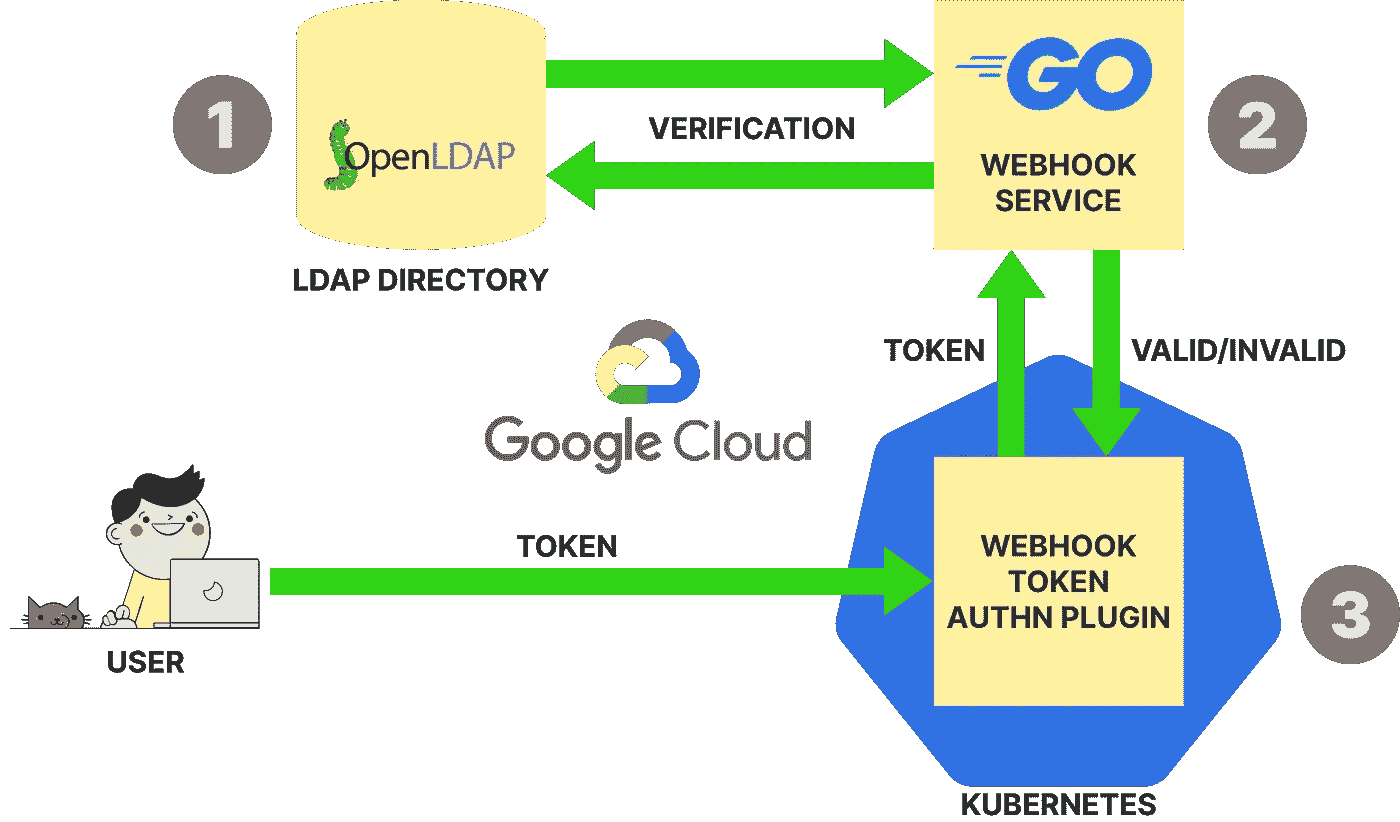 1
OpenLDAP
LDAP DIRECTORY
VERIFICATION
GO
WEBHOOK
SERVICE
2
TOKEN
VALID/INVALID
Google Cloud
TOKEN
USER
WEBHOOK
TOKEN
AUTHN PLUGIN
3
KUBERNETES